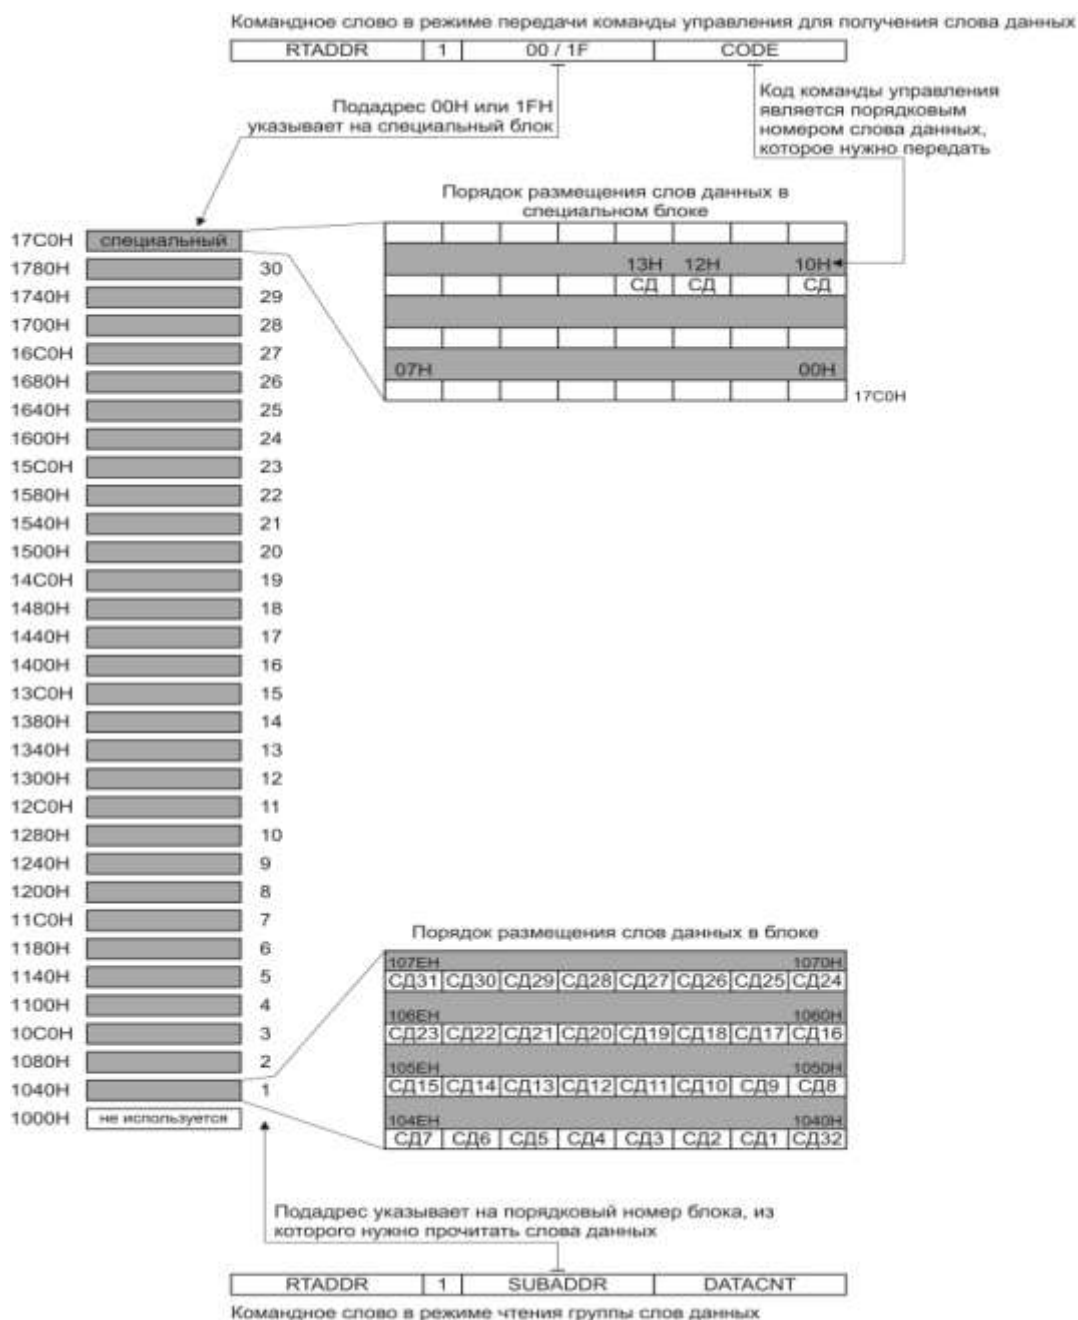 Командное слово в режиме передачи команды управления для получения слова данных
RTADDR 1 00 / 1F CODE
Подадрес 00H или 1FH
указывает на специальный блок
Код команды управления
является порядковым
номером слова данных,
которое нужно передать
Порядок размещения слов данных в
специальном блоке
13H 12H 10H
СД СД СД
07H 00H
17C0H
17C0H специальный
1780H 30
1740H 29
1700H 28
16C0H 27
1680H 26
1640H 25
1600H 24
15C0H 23
1580H 22
1540H 21
1500H 20
14C0H 19
1480H 18
1440H 17
1400H 16
13C0H 15
1380H 14
1340H 13
1300H 12
12C0H 11
1280H 10
1240H 9
1200H 8
11C0H 7
1180H 6
1140H 5
1100H 4
10C0H 3
1080H 2
1040H 1
1000H не используется
Порядок размещения слов данных в блоке
107EH 1070H
СД31 СД30 СД29 СД28 СД27 СД26 СД25 СД24
106EH 1060H
СД23 СД22 СД21 СД20 СД19 СД18 СД17 СД16
105EH 1050H
СД15 СД14 СД13 СД12 СД11 СД10 СД9 СД8
104EH 1040H
СД7 СД6 СД5 СД4 СД3 СД2 СД1 СД32
Подадрес указывает на порядковый номер блока, из
которого нужно прочитать слова данных
RTADDR 1 SUBADDR DATACNT
Командное слово в режиме чтения группы слов данных